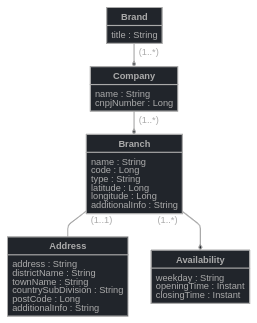 Brand
title : String
(1..*)
Company
name : String
cnpjNumber : Long
(1..*)
Branch
name : String
code : Long
type : String
latitude : Long
longitude : Long
additionalInfo : String
(1..1)
(1..*)
Address
address : String
districtName : String
townName : String
countrySubDivision : String
postCode : Long
additionalInfo : String
Availability
weekday : String
openingTime : Instant
closingTime : Instant